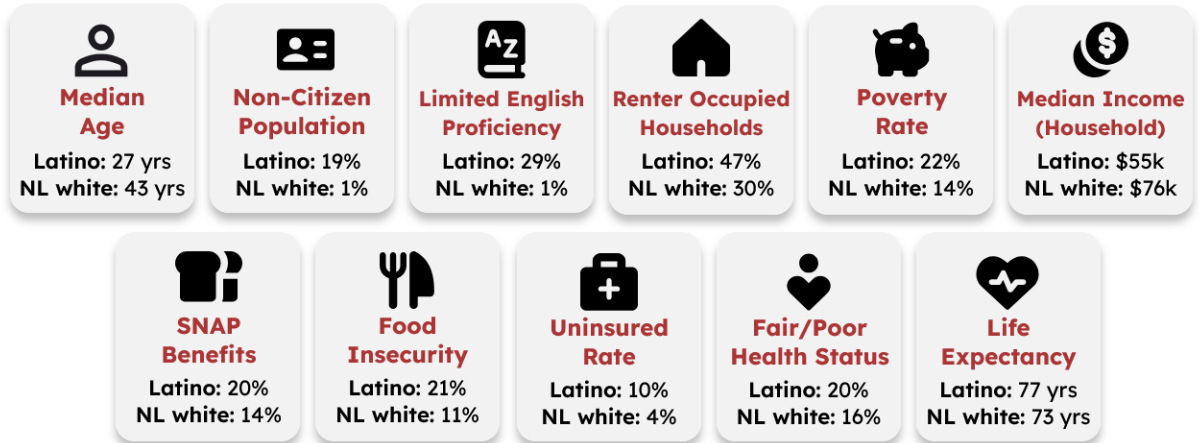 A Z
$
Median
Age
Latino: 27 yrs
NL white: 43 yrs
Non-Citizen
Population
Latino: 19%
NL white: 1%
Limited English
Proficiency
Latino: 29%
NL white: 1%
Renter Occupied
Households
Latino: 47%
NL white: 30%
Poverty
Rate
Latino: 22%
NL white: 14%
Median Income
(Household)
Latino: $55k
NL white: $76k
SNAP
Benefits
Latino: 20%
NL white: 14%
Food
Insecurity
Latino: 21%
NL white: 11%
Uninsured
Rate
Latino: 10%
NL white: 4%
Fair/Poor
Health Status
Latino: 20%
NL white: 16%
Life
Expectancy
Latino: 77 yrs
NL white: 73 yrs